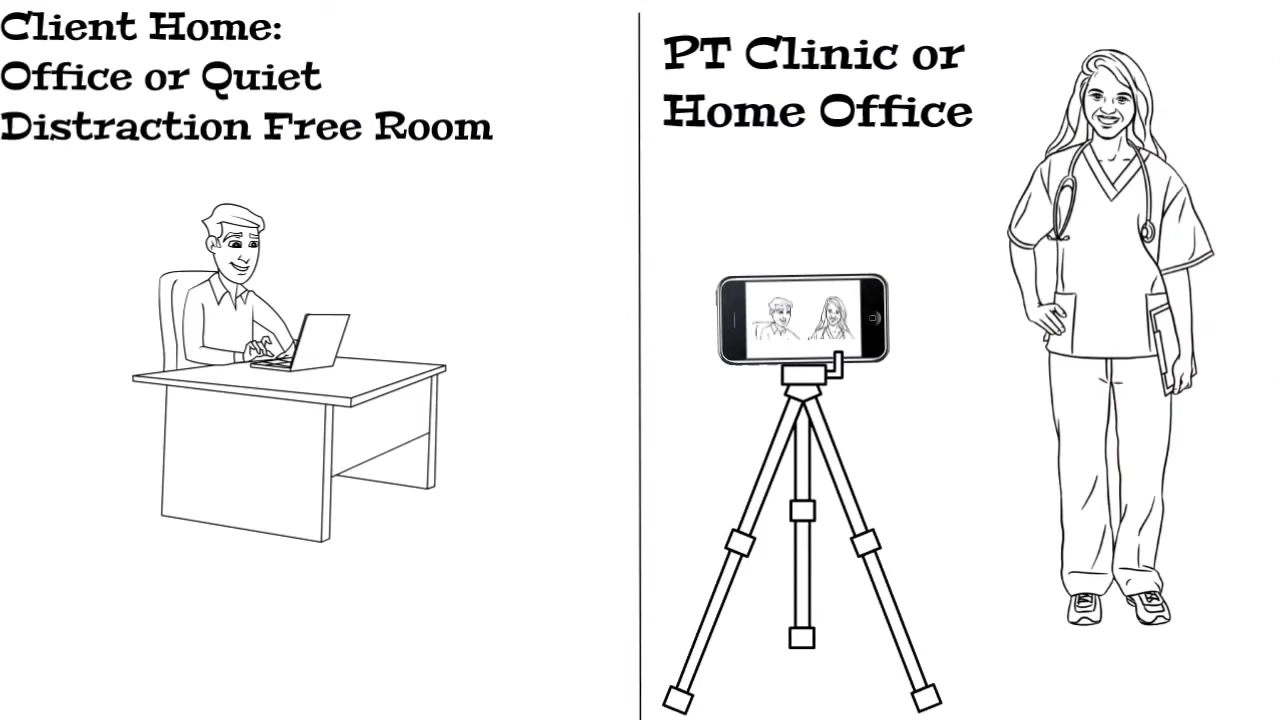 Client Home:
Office or Quiet
Distraction Free Room
PT Clinic or
Home Office